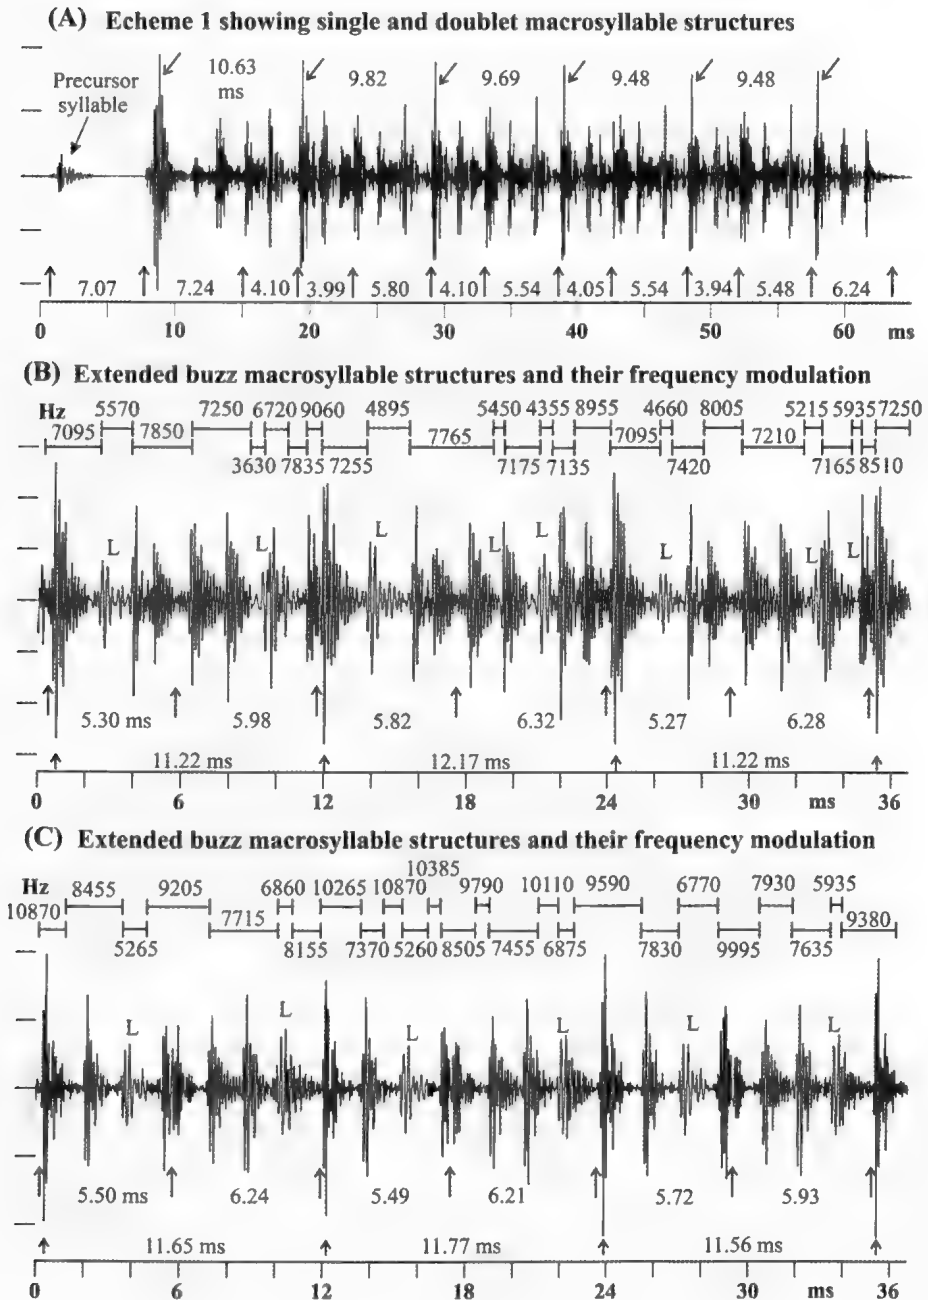 (A) Echeme 1 showing single and doublet macrosyllable structures
Precursor syllable
10.63 ms 9.82 9.69 9.48 9.48
7.07 7.24 4.10 3.99 5.80 4.10 5.54 4.05 5.54 3.94 5.48 6.24
0 10 20 30 40 50 60 ms
(B) Extended buzz macrosyllable structures and their frequency modulation
Hz 5570 7250 6720 9060 4895 5450 4355 8955 4660 8005 5215 5935 7250
7095 7850 3630 7835 7255 7765 7175 7135 7095 7420 7210 7165 8510
L L L L L L L L
5.30 ms 5.98 5.82 6.32 5.27 6.28
11.22 ms 12.17 ms 11.22 ms
0 6 12 18 24 30 ms 36
(C) Extended buzz macrosyllable structures and their frequency modulation
10385
Hz 8455 9205 6860 10265 10870 9790 10110 9590 6770 7930 5935
10870 5265 7715 8155 7370 5260 8505 7455 6875 7830 9995 7635 9380
L L L L L L
5.50 ms 6.24 5.49 6.21 5.72 5.93
11.65 ms 11.77 ms 11.56 ms
0 6 12 18 24 30 ms 36